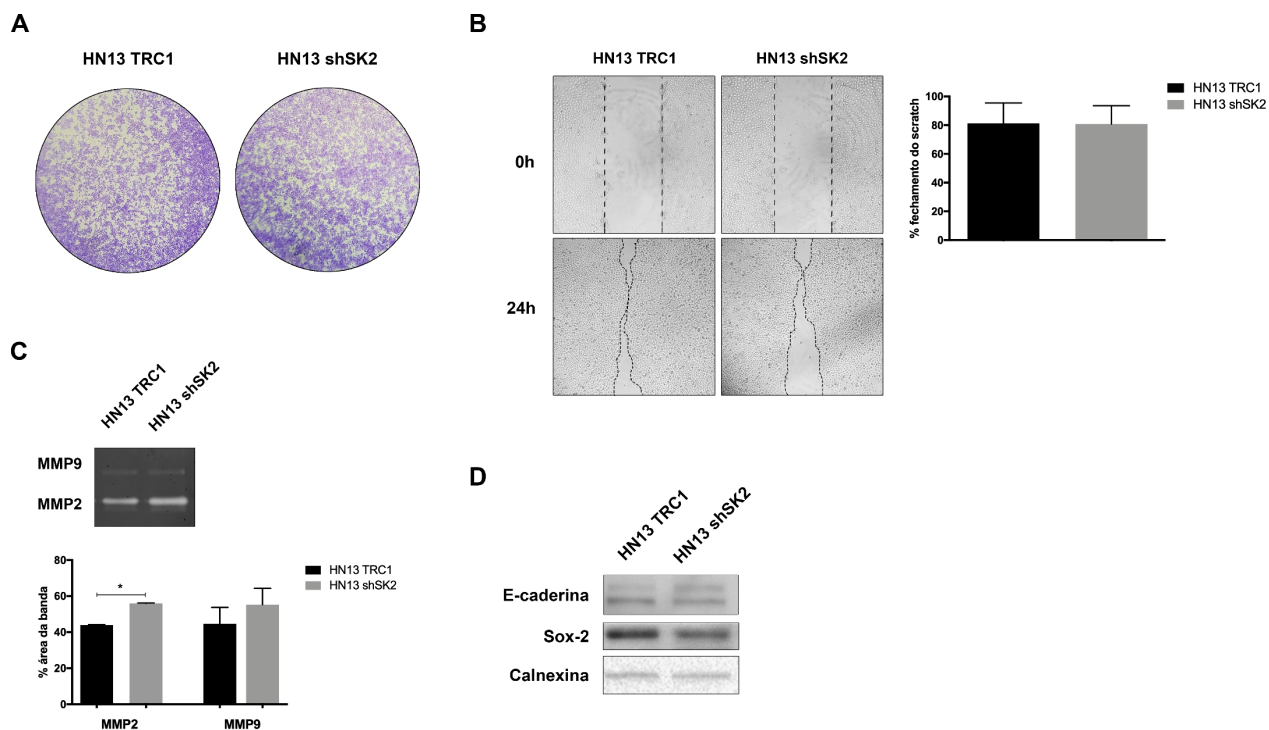 A
HN13 TRC1
HN13 shSK2
B
HN13 TRC1
HN13 shSK2
0h
24h
% fechamento do scratch
100
80
60
40
20
0
HN13 TRC1
HN13 shSK2
C
HN13 TRC1
HN13 shSK2
MMP9
MMP2
% área da banda
80
60
40
20
0
*
MMP2
MMP9
HN13 TRC1
HN13 shSK2
D
HN13 TRC1
HN13 shSK2
E-caderina
Sox-2
Calnexina